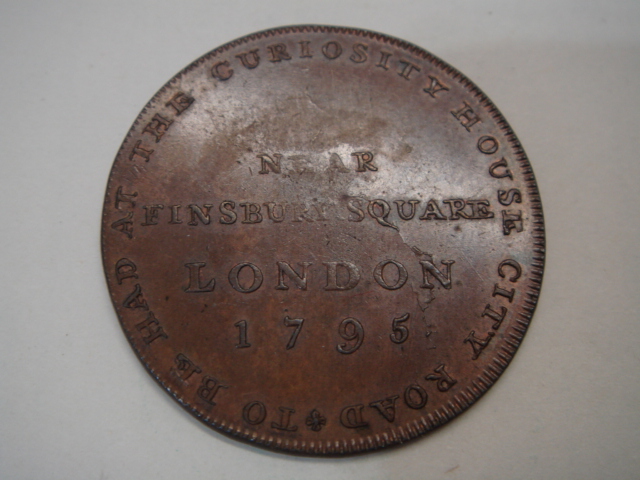 TO BE HAD AT THE CURIOSITY HOUSE CITY ROAD
NEAR
FINSBURY SQUARE
LONDON
1795